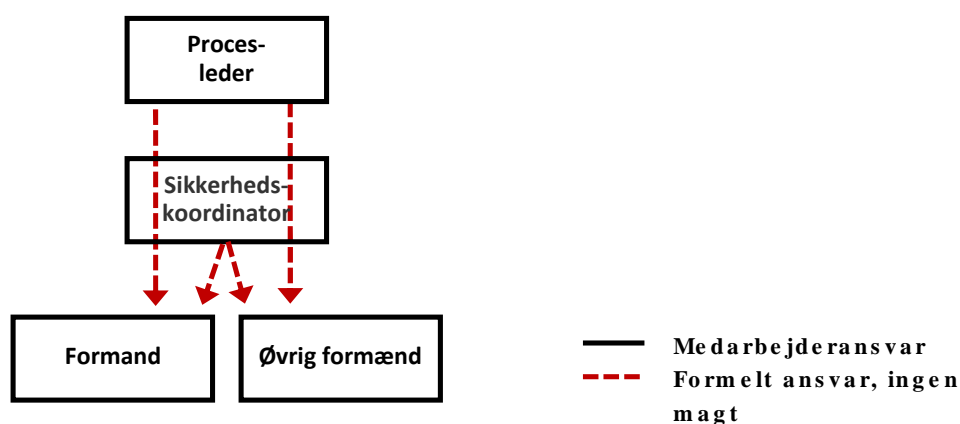 Proces-
leder
Sikkerheds-
koordinator
Formand
Øvrig formænd
Medarbejderansvar
Formelt ansvar, ingen
magt